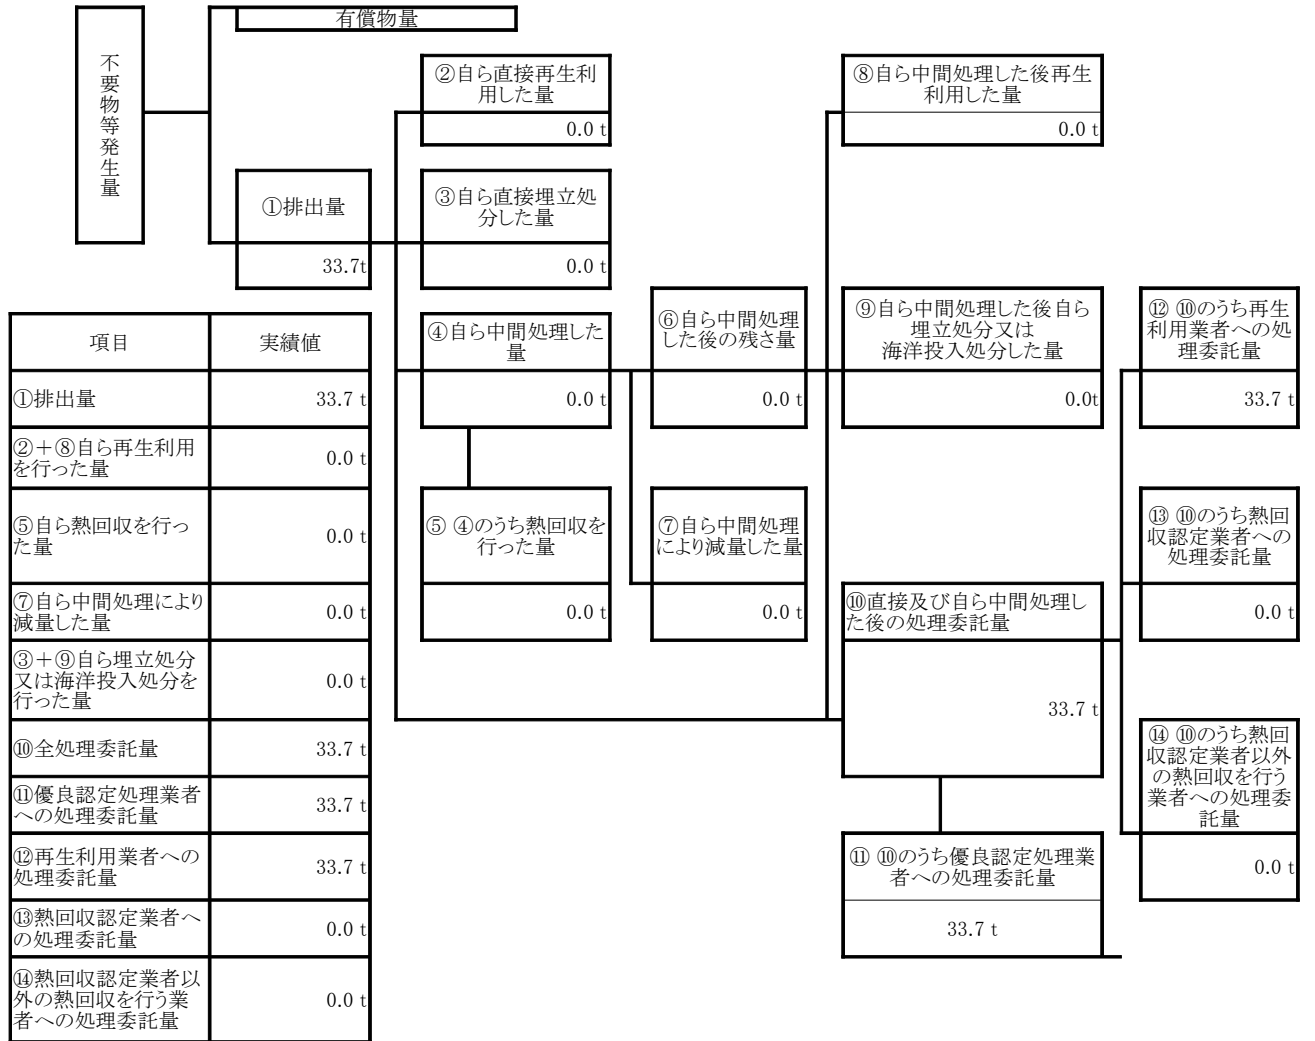 有償物量
不要物等発生量
②自ら直接再生利
用した量
0.0 t
⑧自ら中間処理した後再生
利用した量
0.0 t
①排出量
33.7t
③自ら直接埋立処
分した量
0.0 t
④自ら中間処理した
量
0.0 t
⑥自ら中間処理
した後の残さ量
0.0 t
⑨自ら中間処理した後自ら
埋立処分又は
海洋投入処分した量
0.0t
⑫ ⑩のうち再生
利用業者への処
理委託量
33.7 t
⑤ ④のうち熱回収を
行った量
0.0 t
⑦自ら中間処理
により減量した量
0.0 t
⑩直接及び自ら中間処理し
た後の処理委託量
33.7 t
⑬ ⑩のうち熱回
収認定業者への
処理委託量
0.0 t
⑭ ⑩のうち熱回
収認定業者以外
の熱回収を行う
業者への処理委
託量
0.0 t
⑪ ⑩のうち優良認定処理業
者への処理委託量
33.7 t
項目 実績値
①排出量 33.7 t
②＋⑧自ら再生利用
を行った量
0.0 t
⑤自ら熱回収を行っ
た量
0.0 t
⑦自ら中間処理により
減量した量
0.0 t
③＋⑨自ら埋立処分
又は海洋投入処分を
行った量
0.0 t
⑩全処理委託量 33.7 t
⑪優良認定処理業者
への処理委託量
33.7 t
⑫再生利用業者への
処理委託量
33.7 t
⑬熱回収認定業者へ
の処理委託量
0.0 t
⑭熱回収認定業者以
外の熱回収を行う業
者への処理委託量
0.0 t